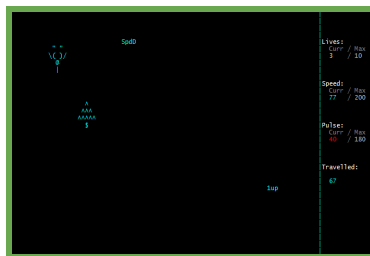 SpdD
Lives:
Curr / Max
3 / 10
Speed:
Curr / Max
77 / 200
Pulse:
Curr / Max
40 / 180
Travelled:
67
1up